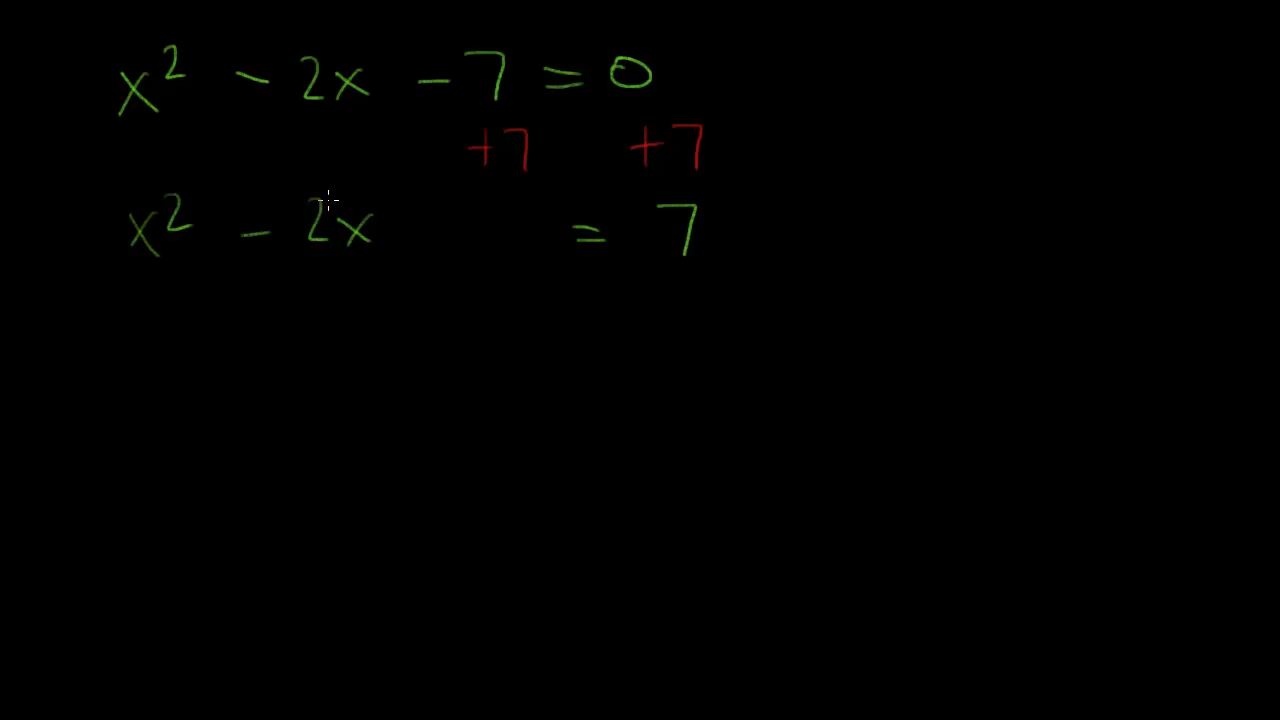 x² - 2x - 7 = 0
+7 +7
x² - 2x = 7